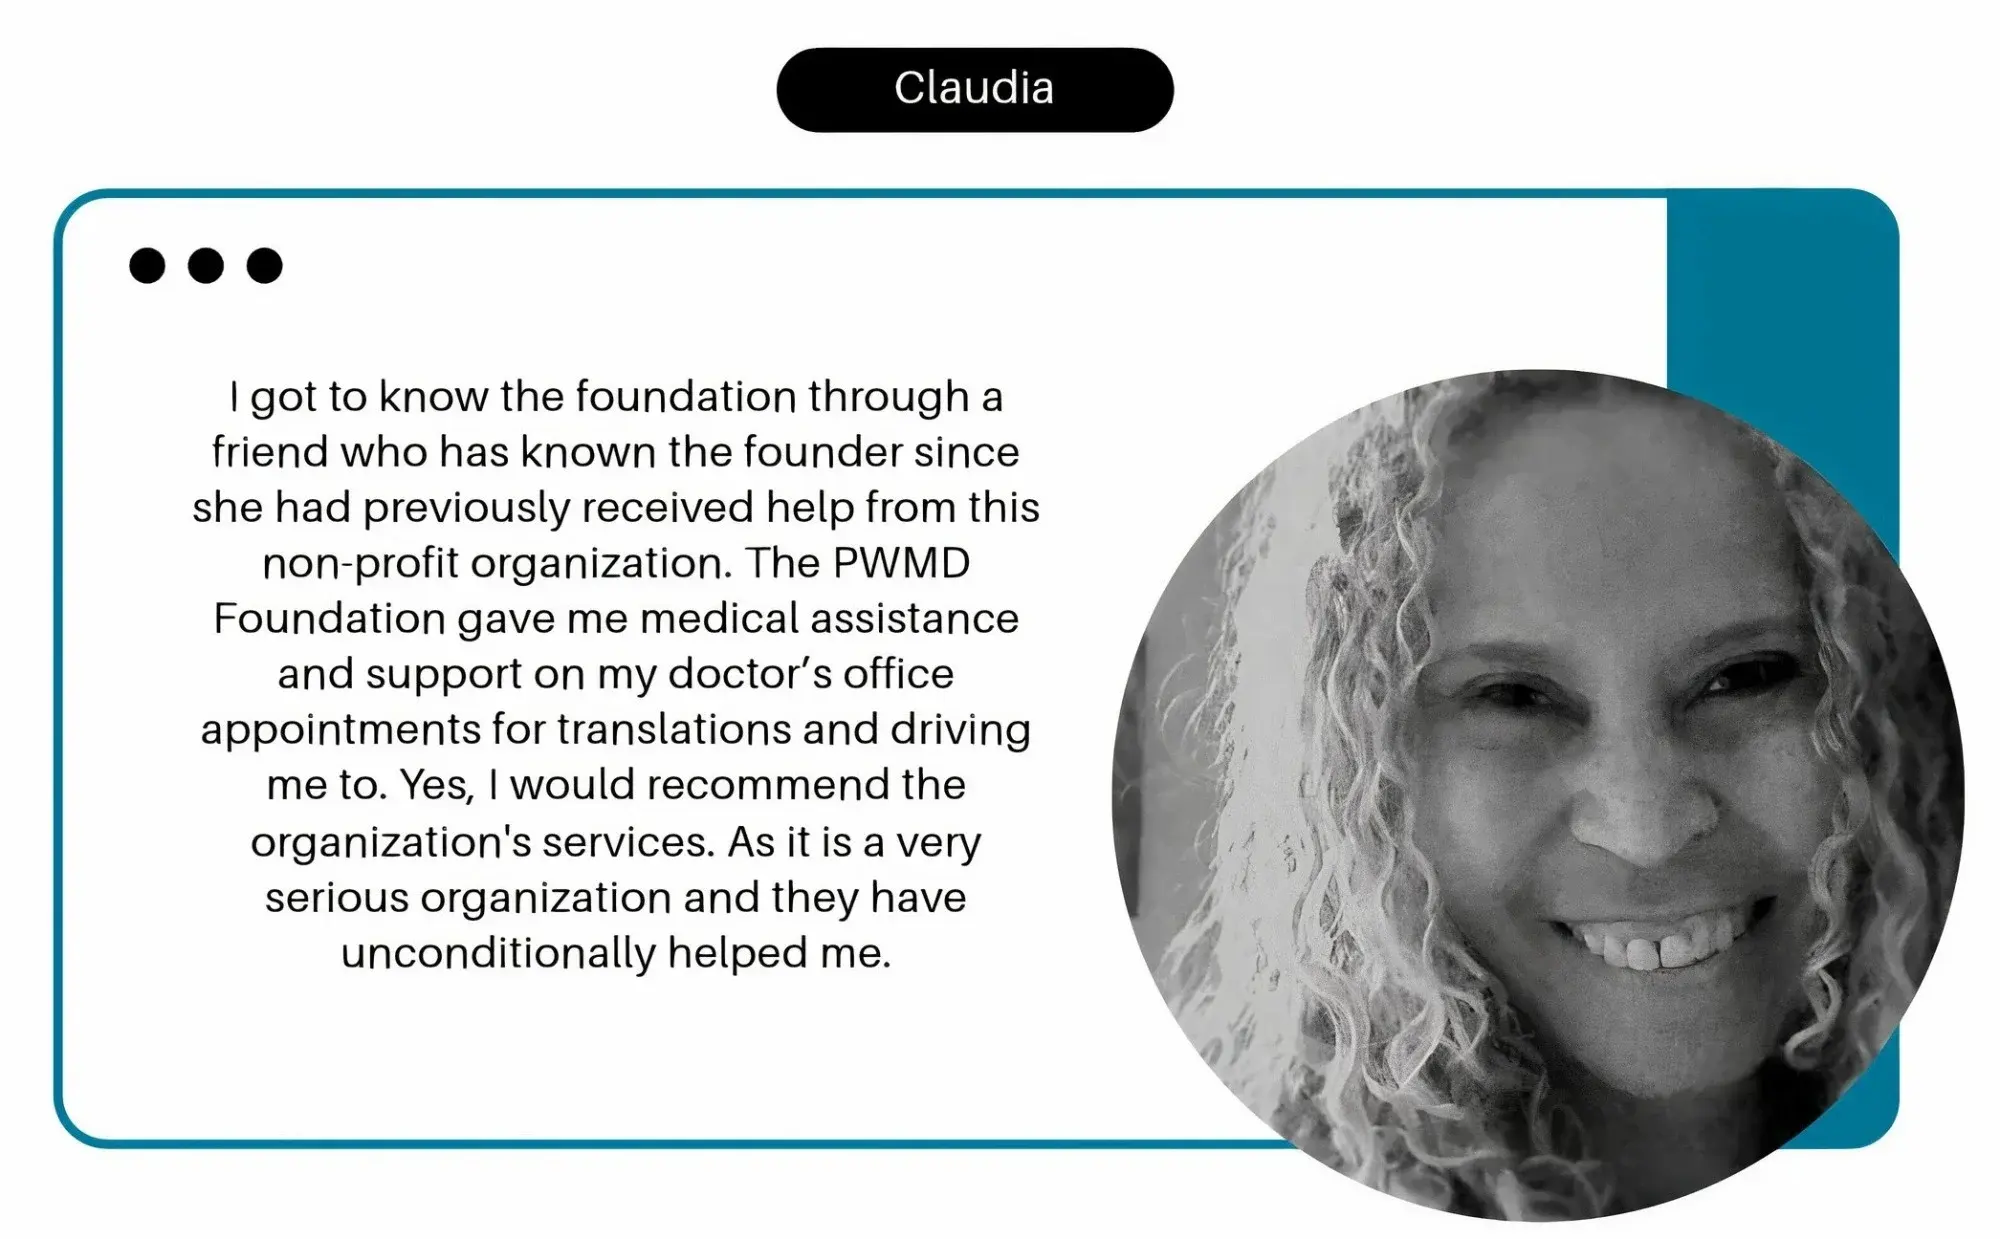 Claudia
I got to know the foundation through a
friend who has known the founder since
she had previously received help from this
non-profit organization. The PWMD
Foundation gave me medical assistance
and support on my doctor’s office
appointments for translations and driving
me to. Yes, I would recommend the
organization's services. As it is a very
serious organization and they have
unconditionally helped me.